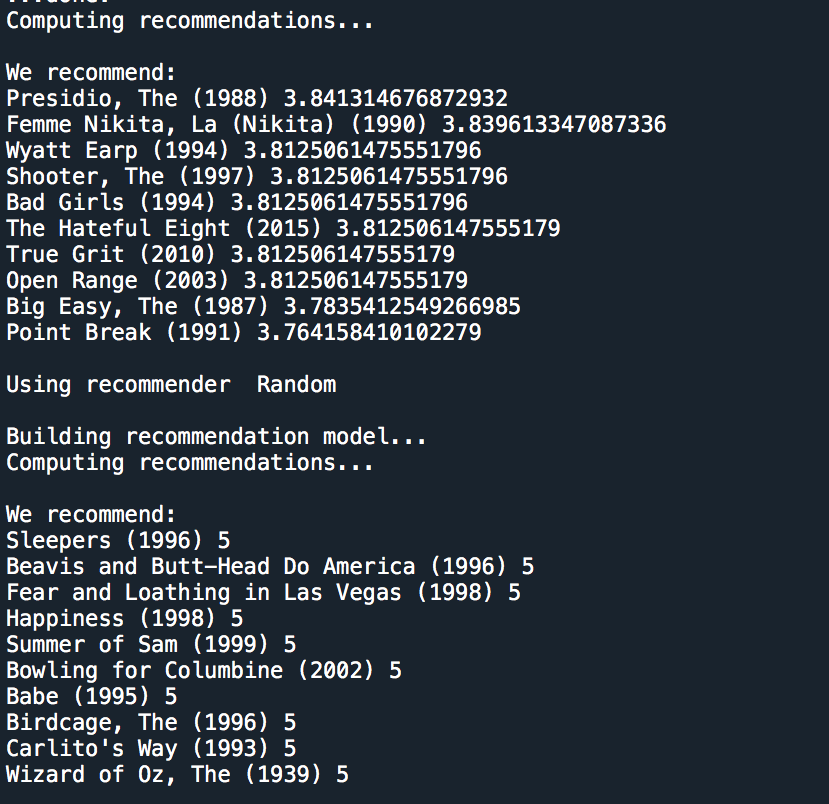 ...done.
Computing recommendations...
We recommend:
Presidio, The (1988) 3.841314676872932
Femme Nikita, La (Nikita) (1990) 3.839613347087336
Wyatt Earp (1994) 3.8125061475551796
Shooter, The (1997) 3.8125061475551796
Bad Girls (1994) 3.8125061475551796
The Hateful Eight (2015) 3.812506147555179
True Grit (2010) 3.812506147555179
Open Range (2003) 3.812506147555179
Big Easy, The (1987) 3.7835412549266985
Point Break (1991) 3.764158410102279
Using recommender  Random
Building recommendation model...
Computing recommendations...
We recommend:
Sleepers (1996) 5
Beavis and Butt-Head Do America (1996) 5
Fear and Loathing in Las Vegas (1998) 5
Happiness (1998) 5
Summer of Sam (1999) 5
Bowling for Columbine (2002) 5
Babe (1995) 5
Birdcage, The (1996) 5
Carlito's Way (1993) 5
Wizard of Oz, The (1939) 5